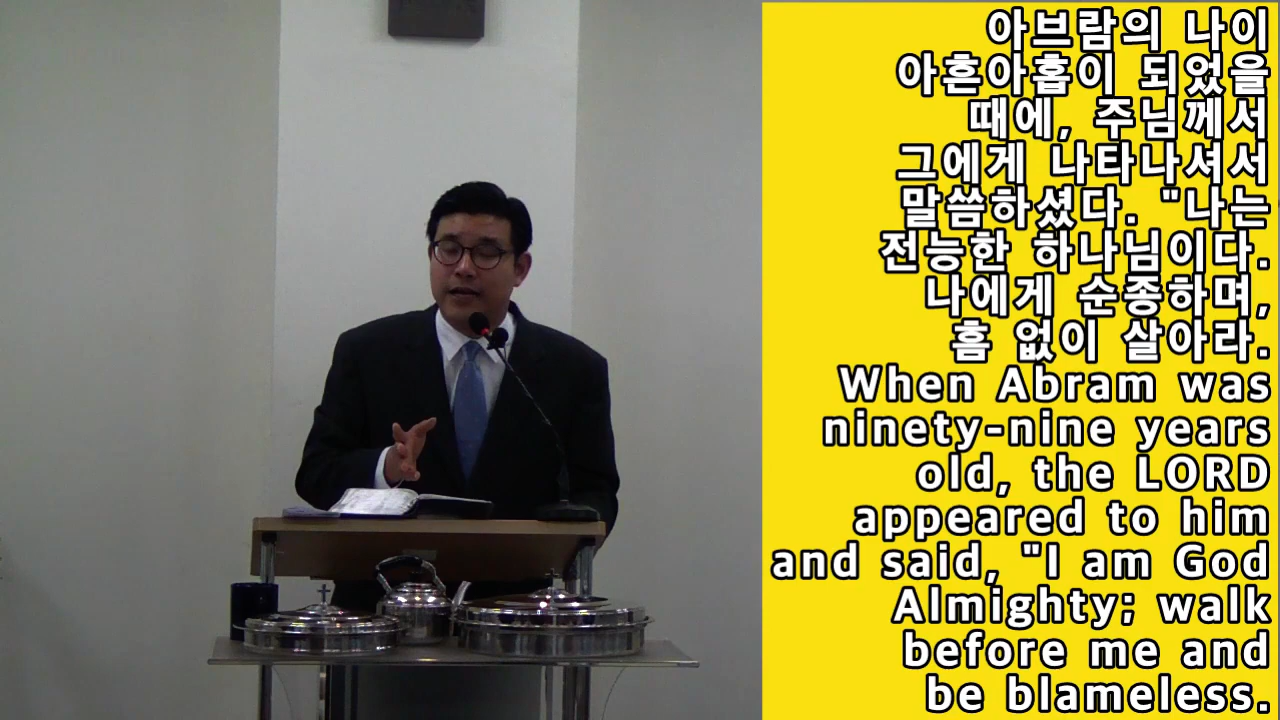 아브람의 나이
아흔아홉이 되었을
때에, 주님께서
그에게 나타나셔서
말씀하셨다. "나는
전능한 하나님이다.
나에게 순종하며,
흠 없이 살아라.
When Abram was
ninety-nine years
old, the LORD
appeared to him
and said, "I am God
Almighty; walk
before me and
be blameless.